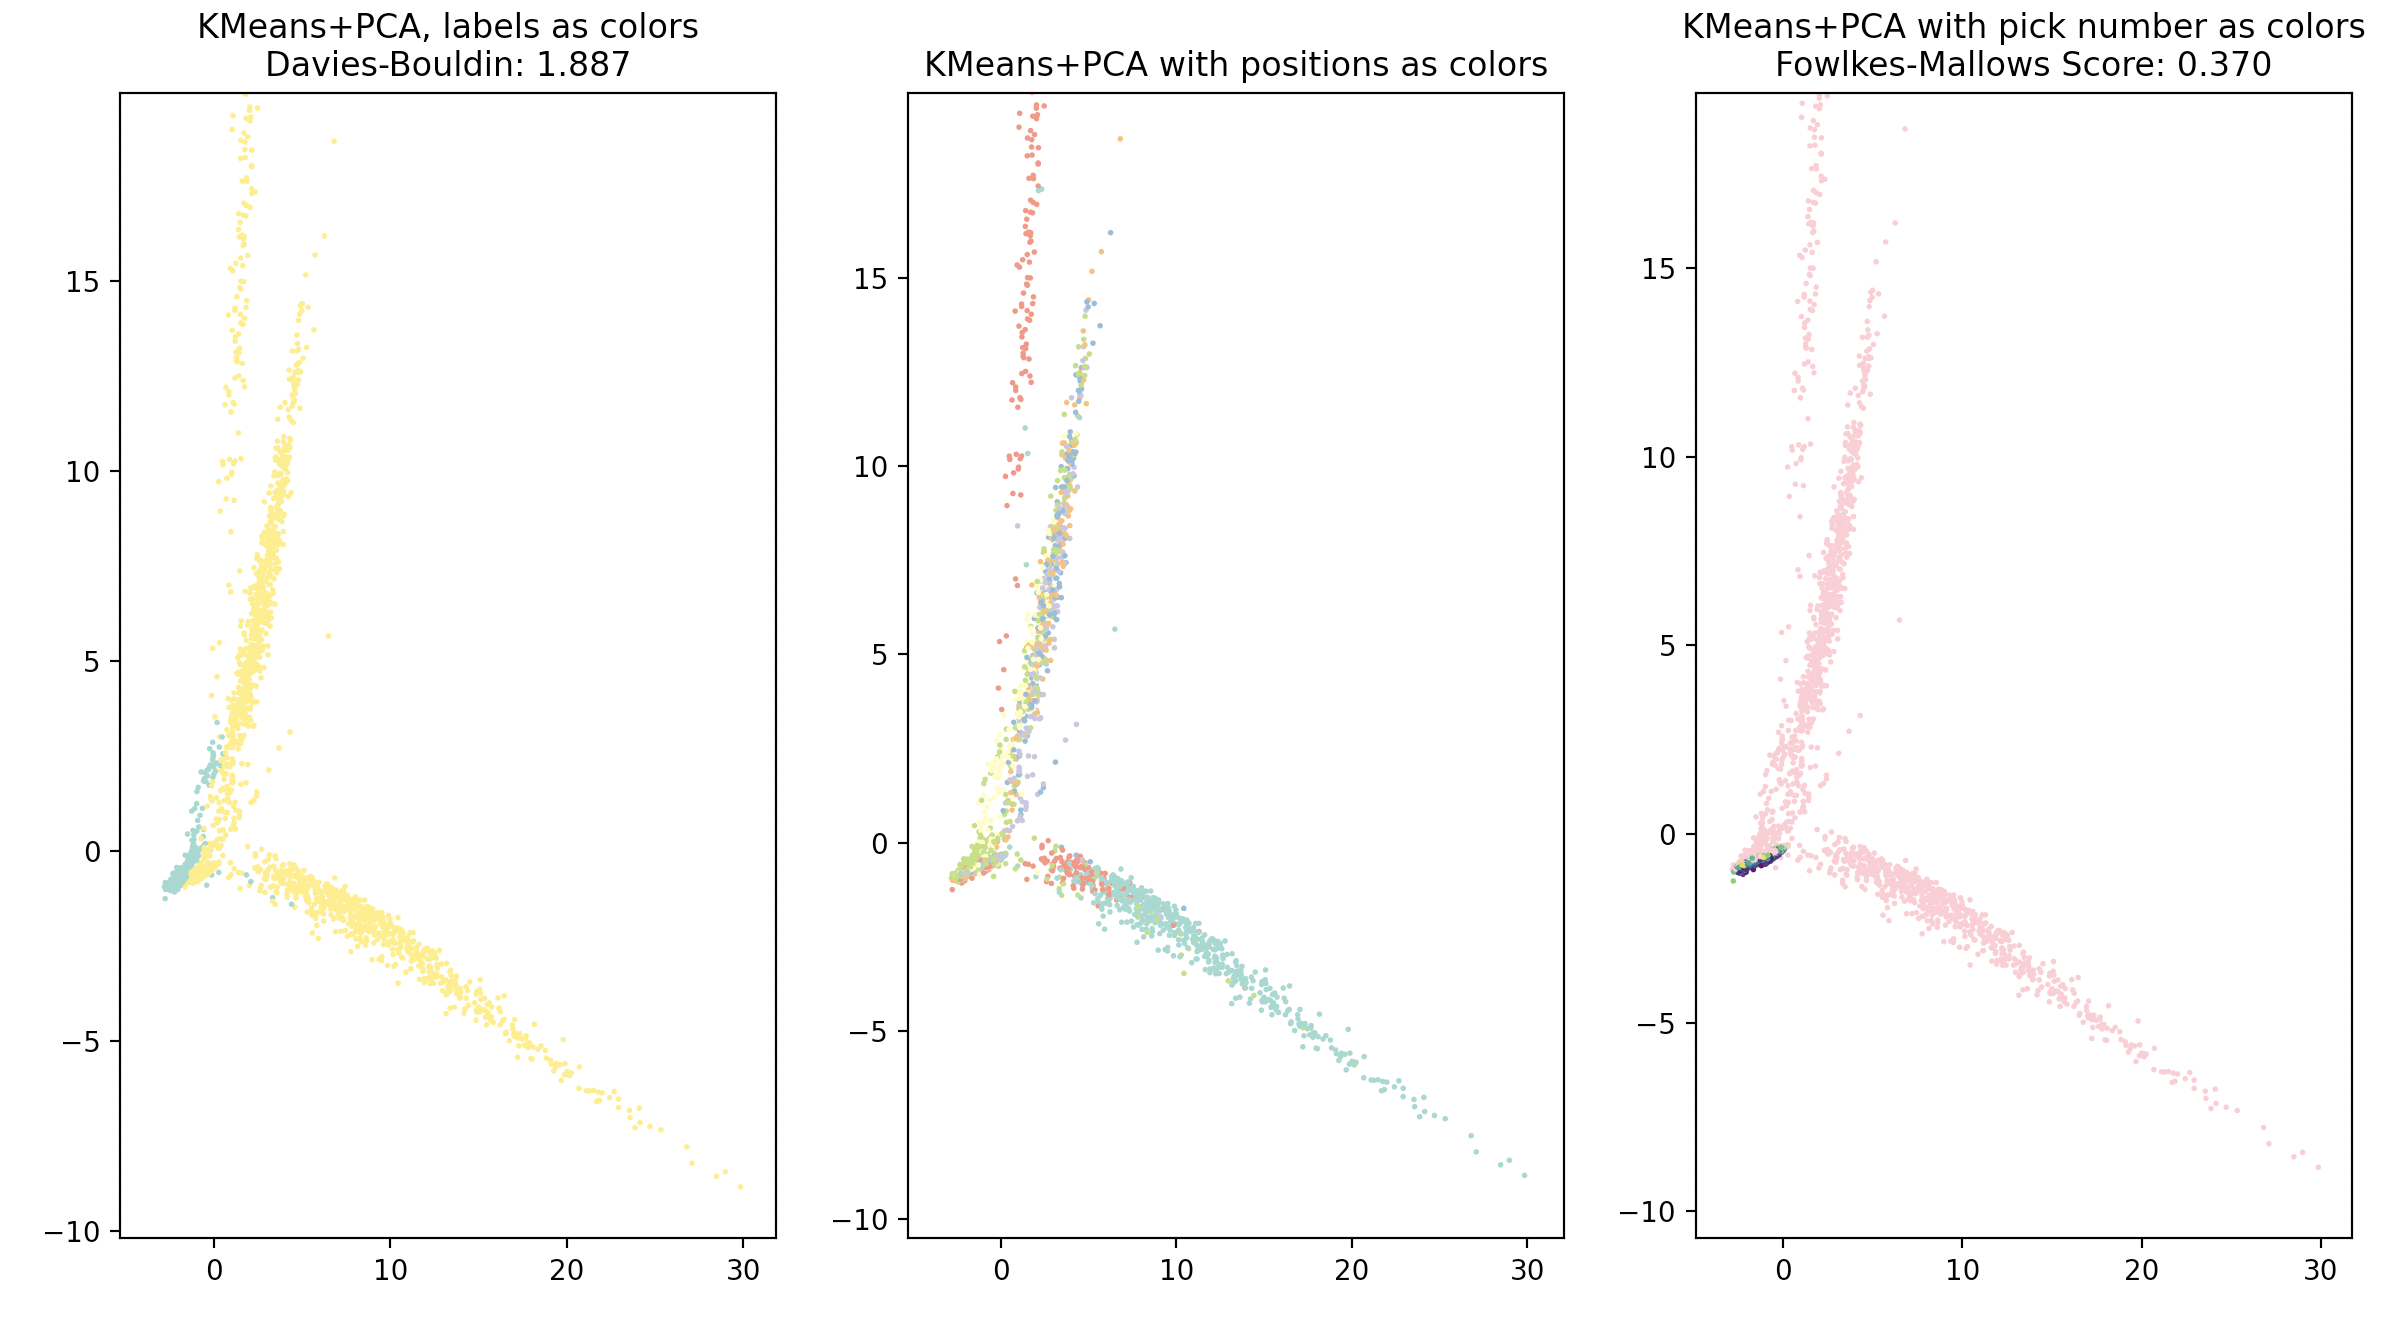 KMeans+PCA, labels as colors
Davies-Bouldin: 1.887
15
10
5
0
−5
−10
0 10 20 30
KMeans+PCA with positions as colors
15
10
5
0
−5
−10
0 10 20 30
KMeans+PCA with pick number as colors
Fowlkes-Mallows Score: 0.370
15
10
5
0
−5
−10
0 10 20 30